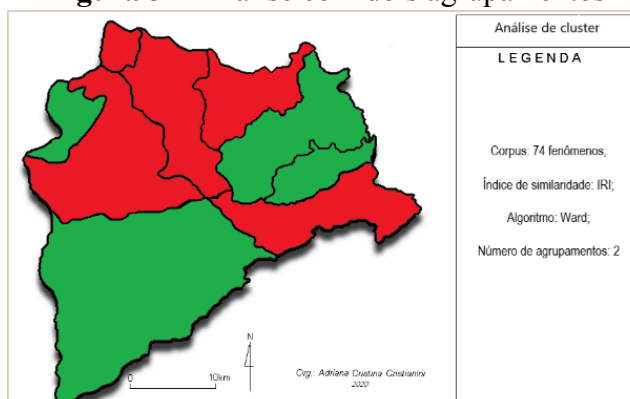 Análise de cluster
L E G E N D A
Corpus: 74 fenômenos;
Índice de similaridade: IRI;
Algoritmo: Ward;
Número de agrupamentos: 2
N
0 10km
Org.: Adriana Cristina Cristianini
2020